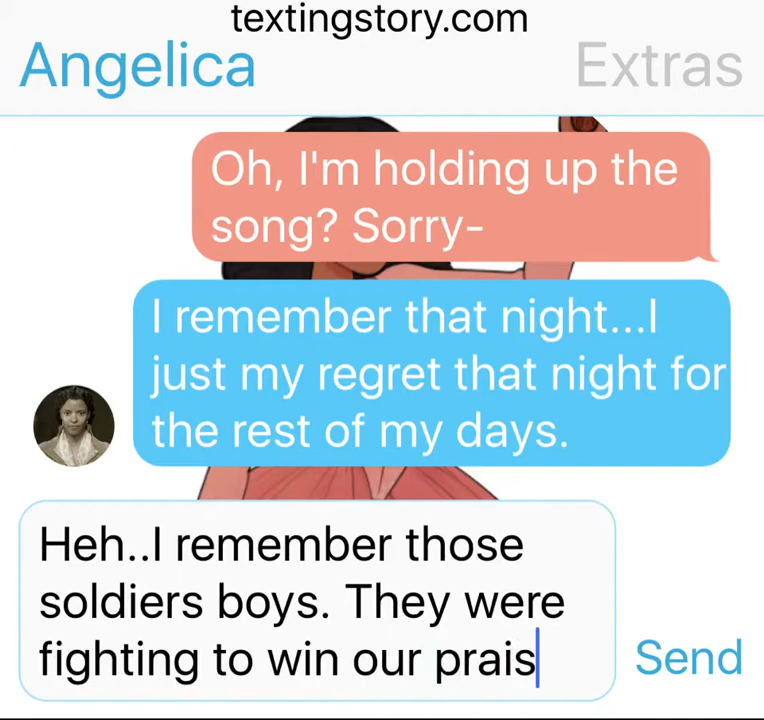 textingstory.com
Angelica
Extras
Oh, I'm holding up the
song? Sorry-
I remember that night...I
just my regret that night for
the rest of my days.
Heh..I remember those
soldiers boys. They were
fighting to win our prais
Send